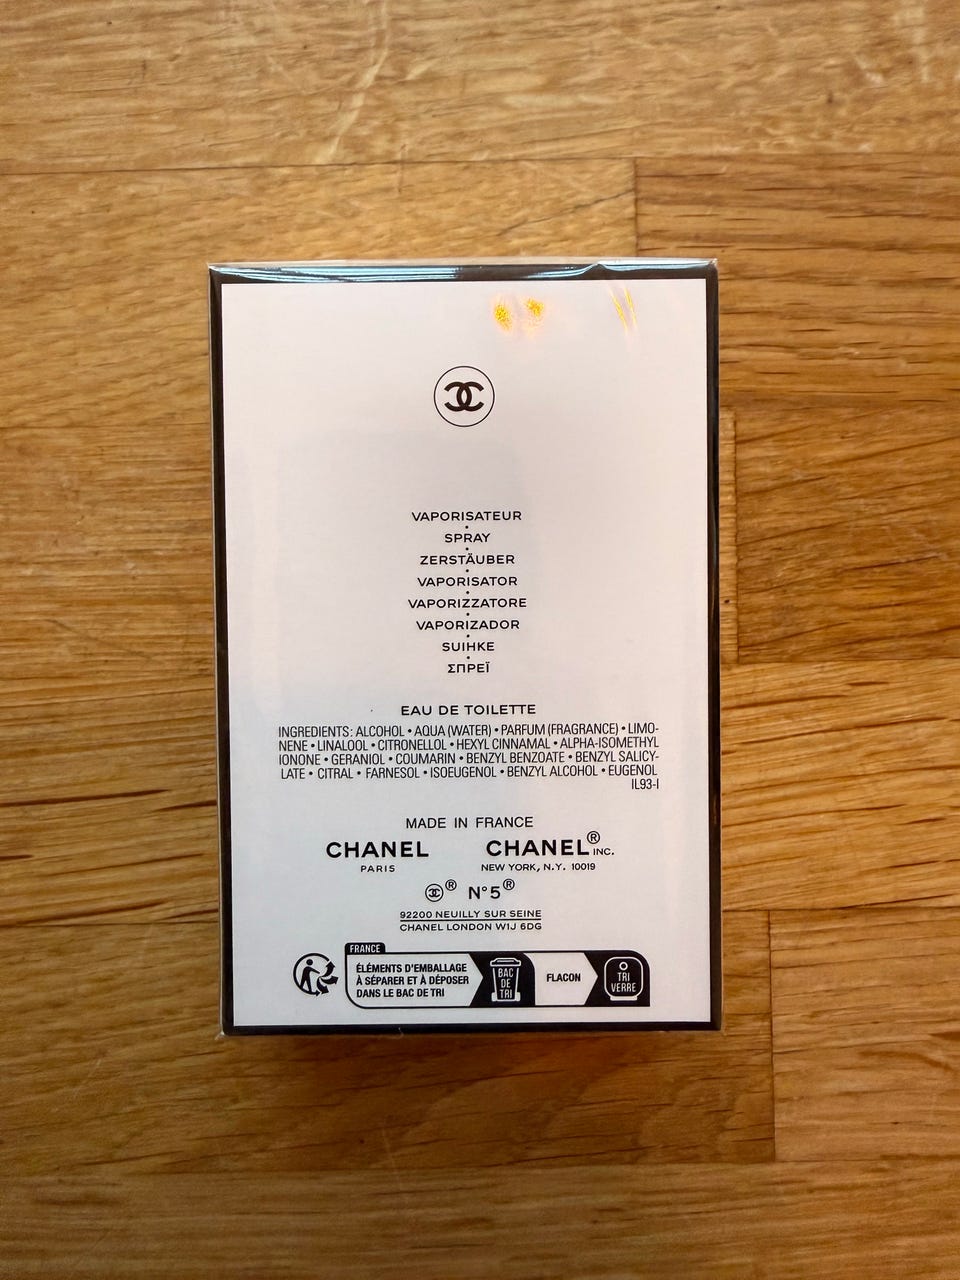 VAPORISATEUR
SPRAY
ZERSTÄUBER
VAPORISATOR
VAPORIZZATORE
VAPORIZADOR
SUIHKE
ΣΠΡΕΪ
EAU DE TOILETTE
INGREDIENTS: ALCOHOL • AQUA (WATER) • PARFUM (FRAGRANCE) • LIMO-
NENE • LINALOOL • CITRONELLOL • HEXYL CINNAMAL • ALPHA-ISOMETHYL
IONONE • GERANIOL • COUMARIN • BENZYL BENZOATE • BENZYL SALICY-
LATE • CITRAL • FARNESOL • ISOEUGENOL • BENZYL ALCOHOL • EUGENOL
IL93-I
MADE IN FRANCE
CHANEL CHANEL® INC.
PARIS NEW YORK, N.Y. 10019
® N°5®
92200 NEUILLY SUR SEINE
CHANEL LONDON W1J 6DG
FRANCE
ÉLÉMENTS D'EMBALLAGE
À SÉPARER ET À DÉPOSER
DANS LE BAC DE TRI
BAC
DE
TRI
FLACON
TRI
VERRE